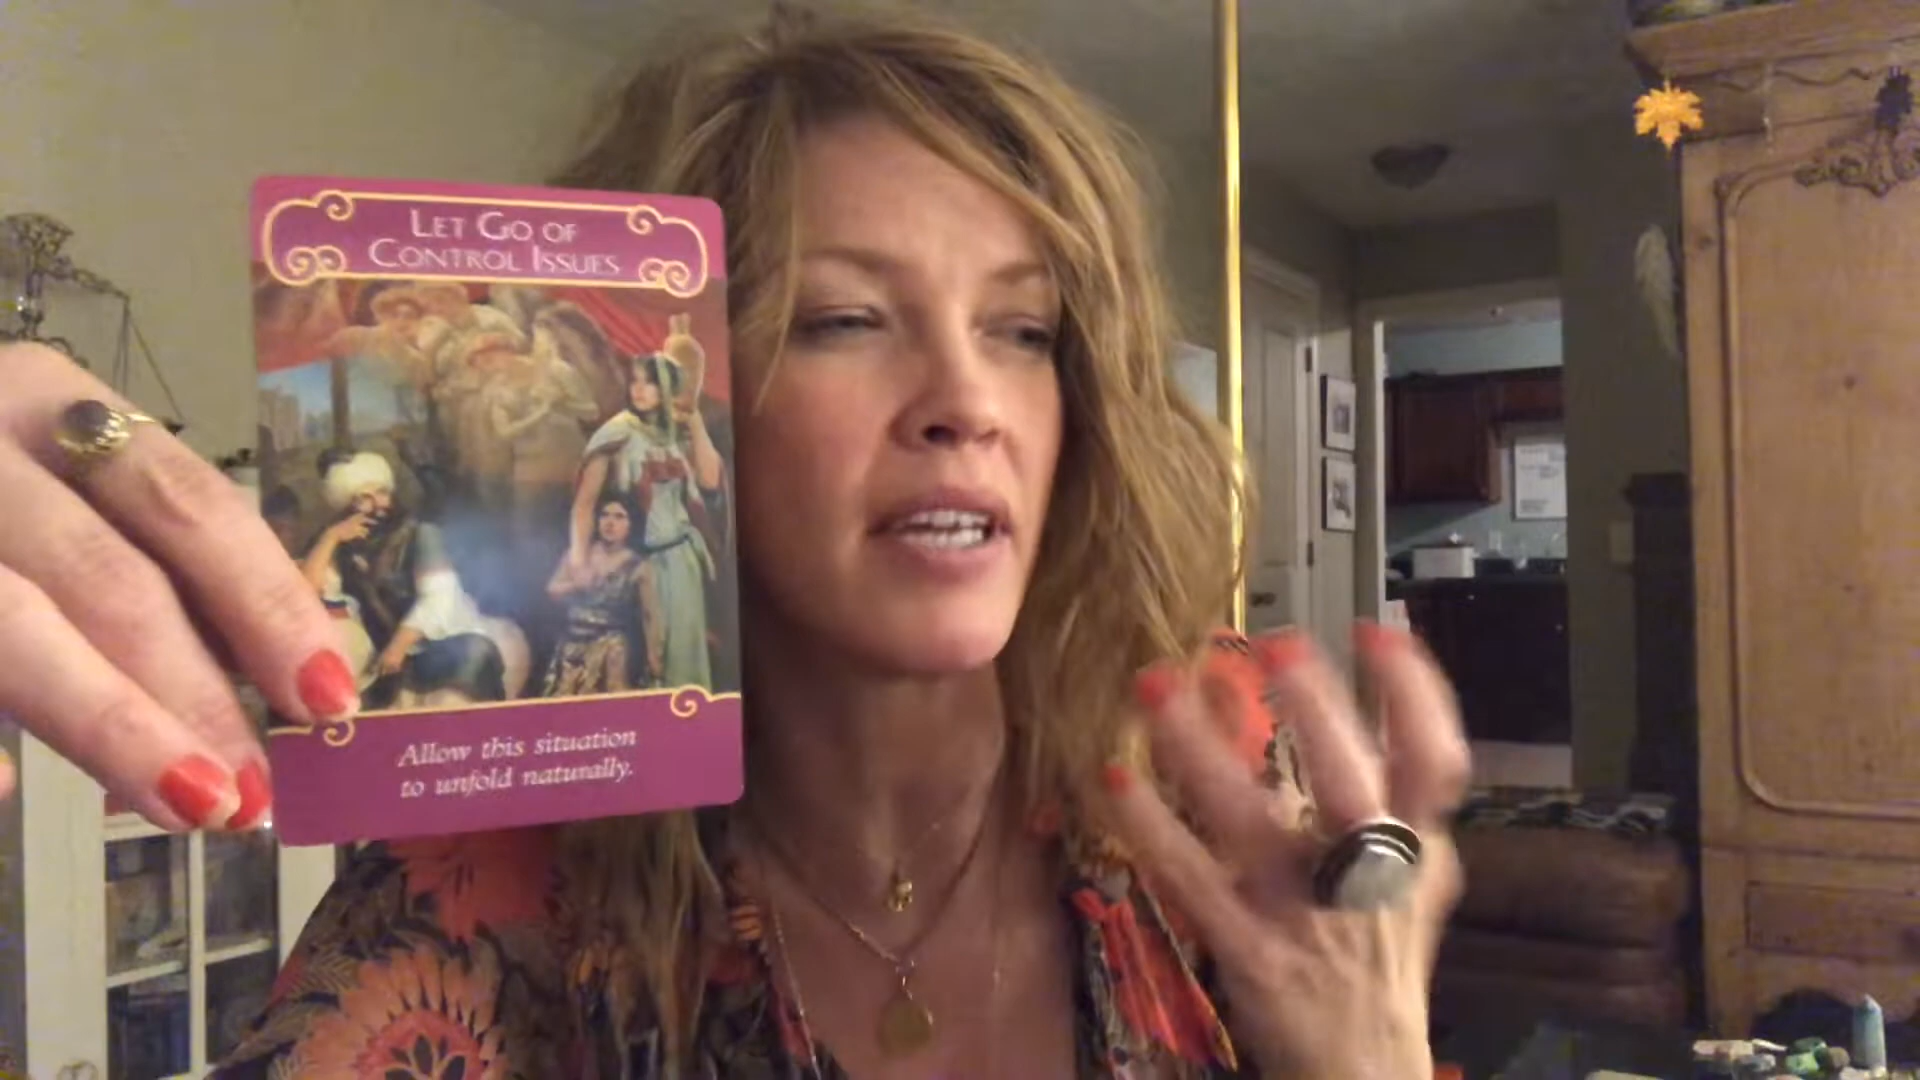 Let Go of
Control Issues
Allow this situation
to unfold naturally.